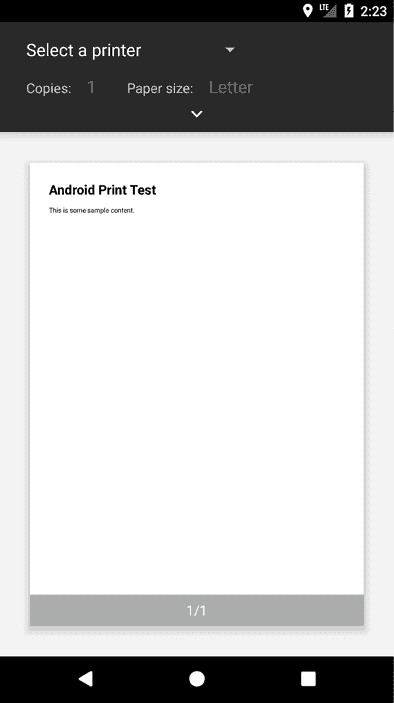 LTE 2:23
Select a printer
Copies: 1 Paper size: Letter
Android Print Test
This is some sample content.
1/1